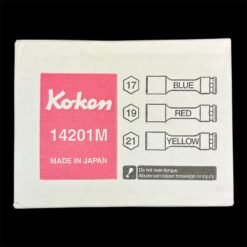 Koken
14201M
MADE IN JAPAN
17 BLUE
19 RED
21 YELLOW
Do not over-torque.
Abuse can cause breakage or injury.